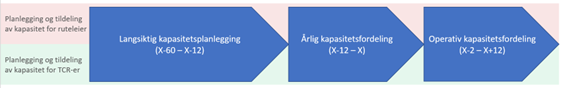 Planlegging og tildeling
av kapasitet for ruteleier
Planlegging og tildeling
av kapasitet for TCR-er
Langsiktig kapasitetsplanlegging
(X-60 – X-12)
Årlig kapasitetsfordeling
(X-12 – X)
Operativ kapasitetsfordeling
(X-2 – X+12)